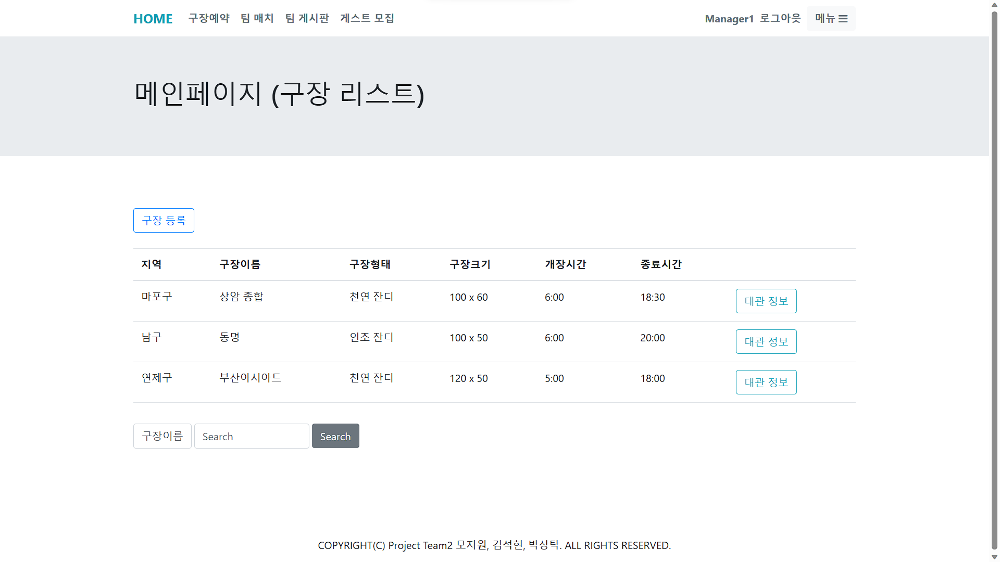 HOME 구장예약 팀 매치 팀 게시판 게스트 모집 Manager1 로그아웃 메뉴
메인페이지 (구장 리스트)
구장 등록
지역 구장이름 구장형태 구장크기 개장시간 종료시간
마포구 상암 종합 천연 잔디 100 x 60 6:00 18:30 대관 정보
남구 동명 인조 잔디 100 x 50 6:00 20:00 대관 정보
연제구 부산아시아드 천연 잔디 120 x 50 5:00 18:00 대관 정보
구장이름 Search Search
COPYRIGHT(C) Project Team2 모지원, 김석현, 박상탁. ALL RIGHTS RESERVED.